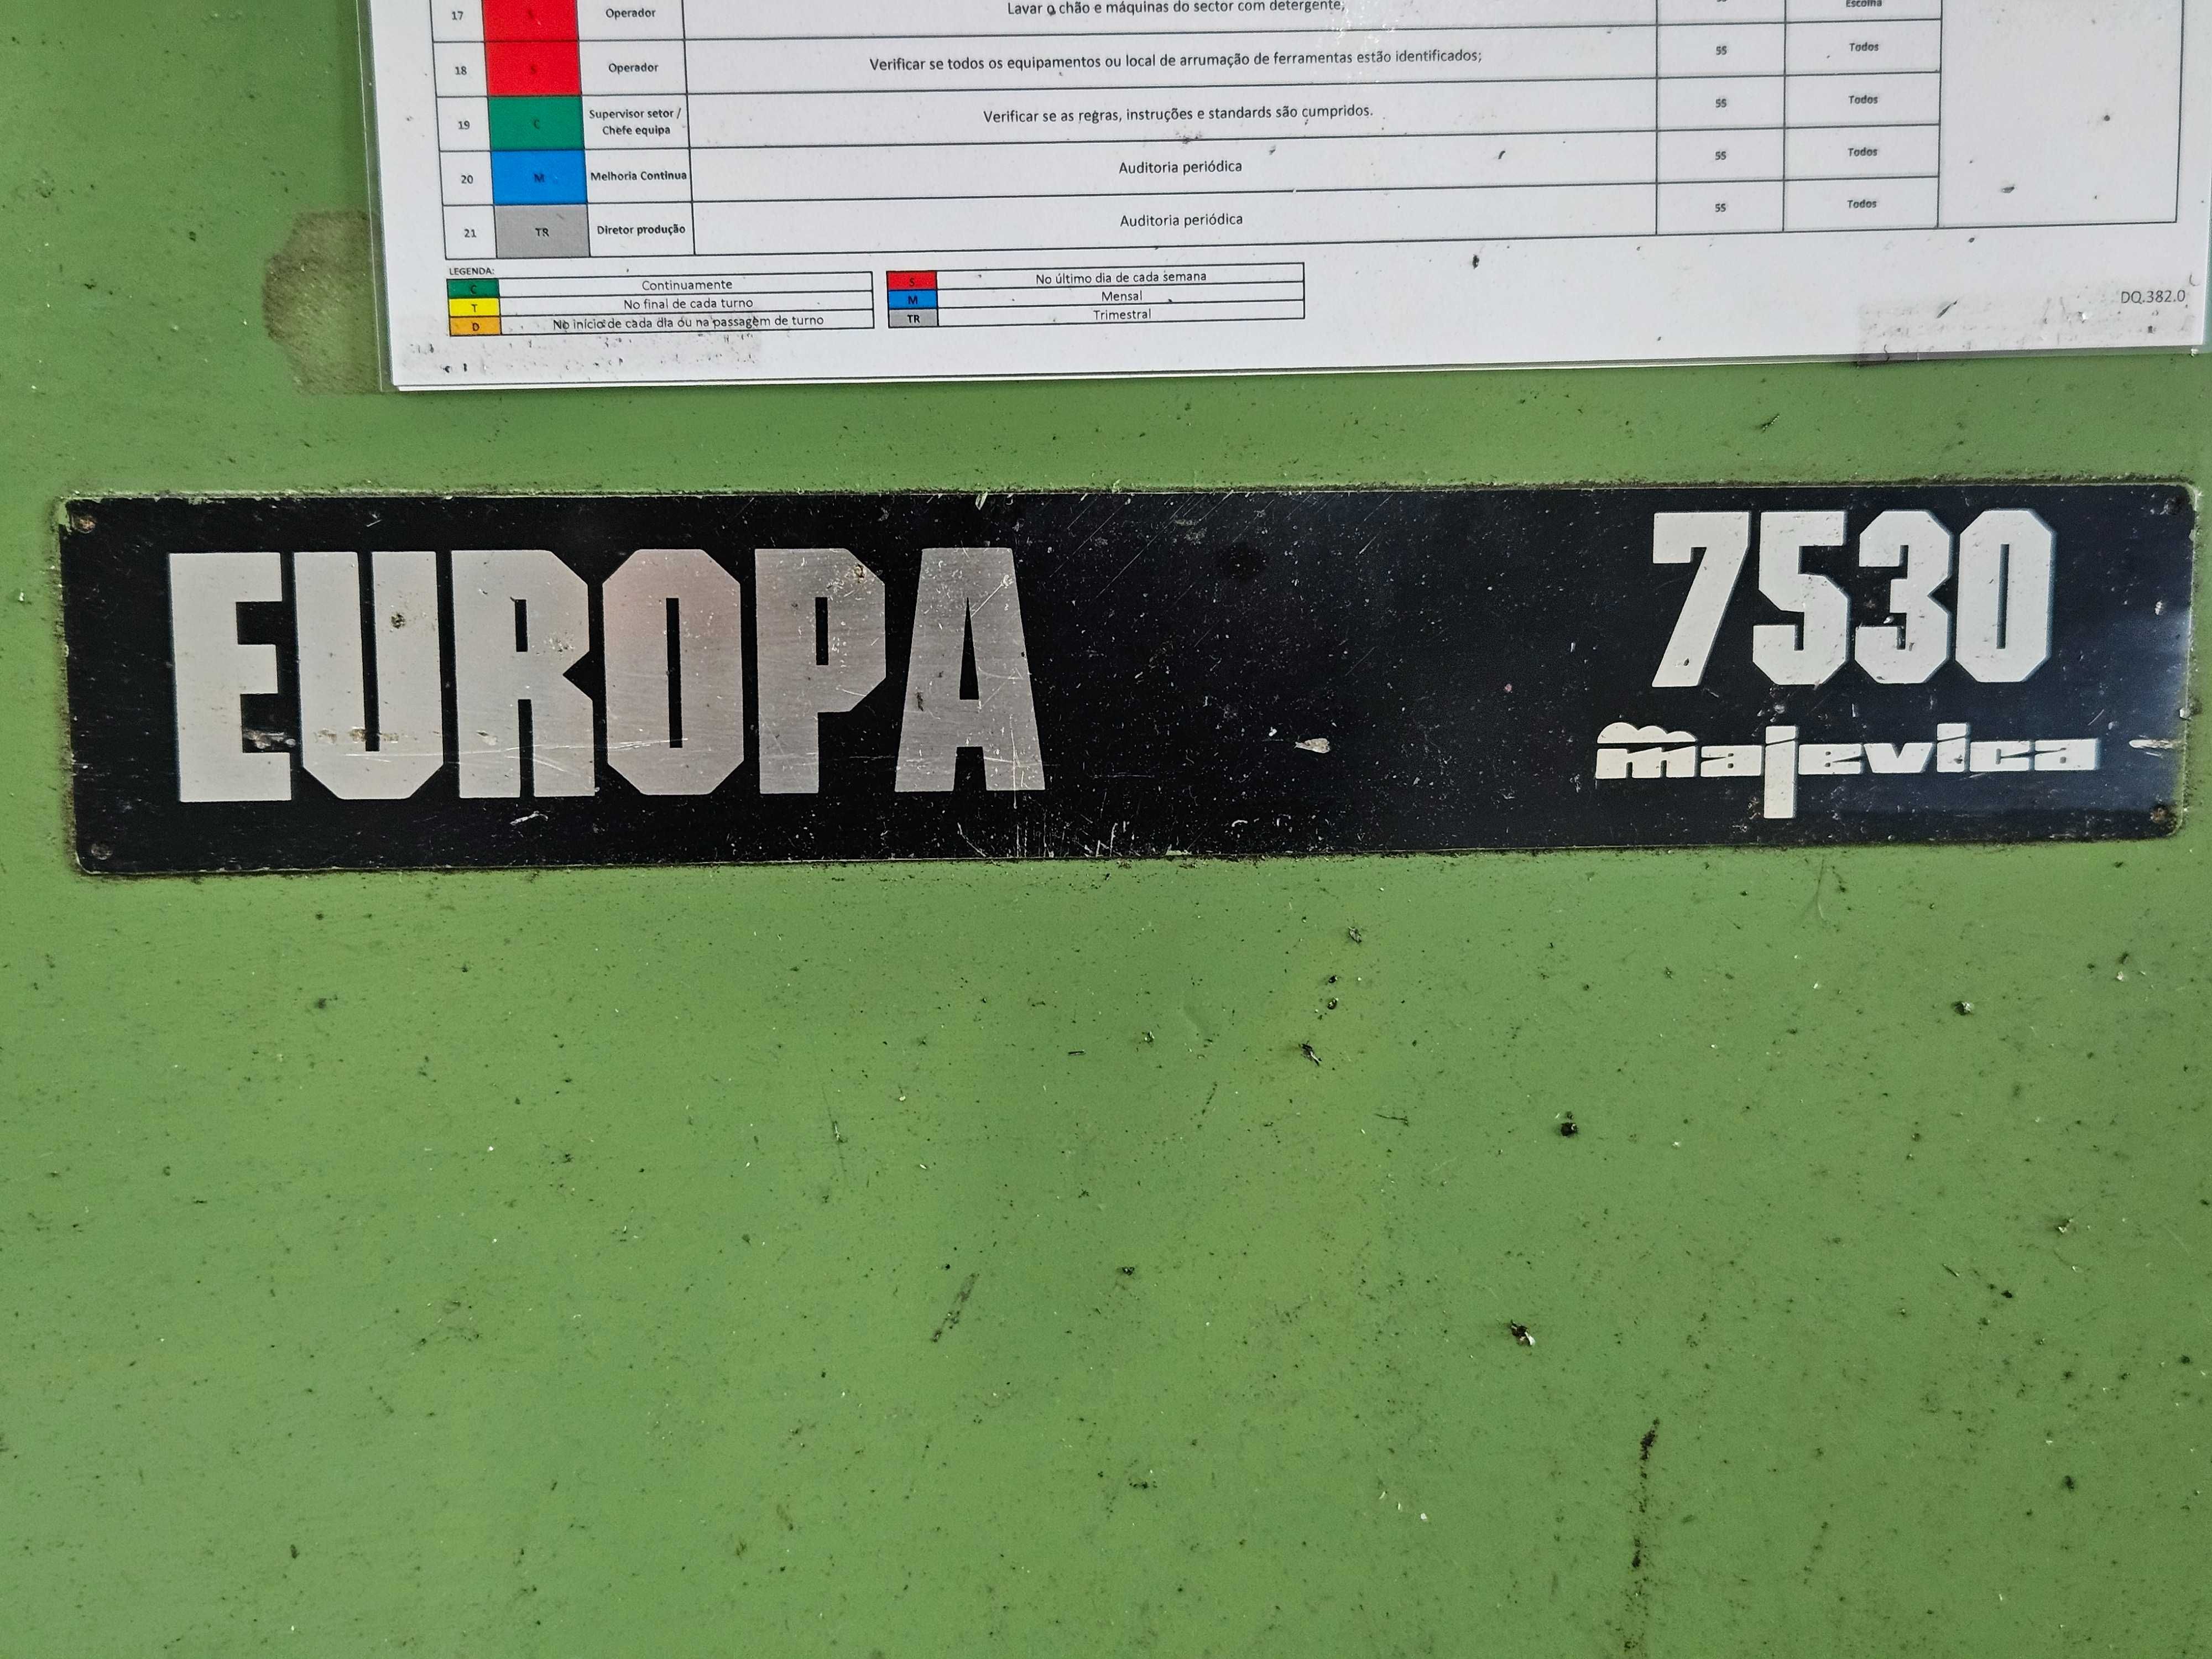 17 S Operador Lavar o chão e máquinas do sector com detergente; Escolha
18 S Operador Verificar se todos os equipamentos ou local de arrumação de ferramentas estão identificados; 5S Todos
19 C Supervisor setor / Chefe equipa Verificar se as regras, instruções e standards são cumpridos. 5S Todos
20 M Melhoria Continua Auditoria periódica 5S Todos
21 TR Diretor produção Auditoria periódica 5S Todos
LEGENDA:
C Continuamente
T No final de cada turno
D No início de cada dia ou na passagem de turno
S No último dia de cada semana
M Mensal
TR Trimestral
DQ.382.0
EUROPA
7530
majevica